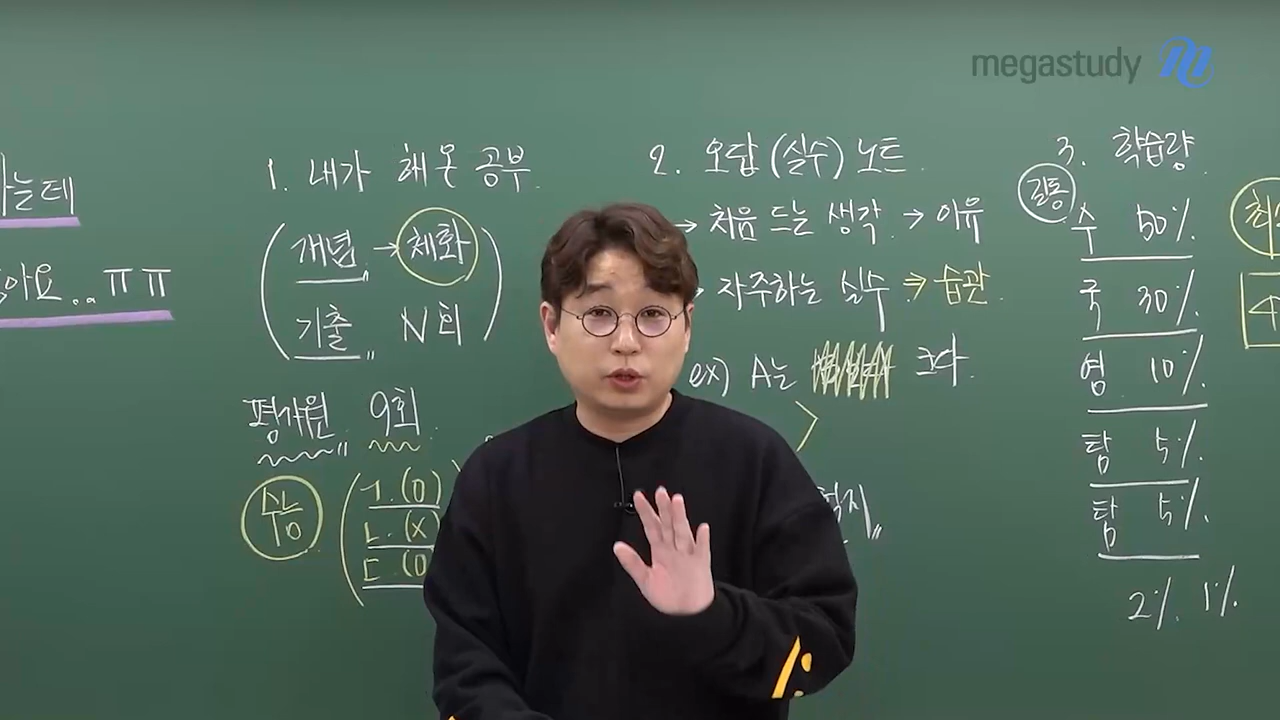 megastudy
는데
아요..ㅠㅠ
1. 내가 해 온 공부
개념 → 체화
기출 N회
평가원 9회
수능
ㄱ.(O)
ㄴ.(X
ㄷ.(O
2. 오답 (실수) 노트
→ 처음 드는 생각 → 이유
자주하는 실수 ⇒ 습관
ex) A는 크다.
3. 학습량
수 50%
국 30%
영 10%
탐 5%
탐 5%
2% 1%